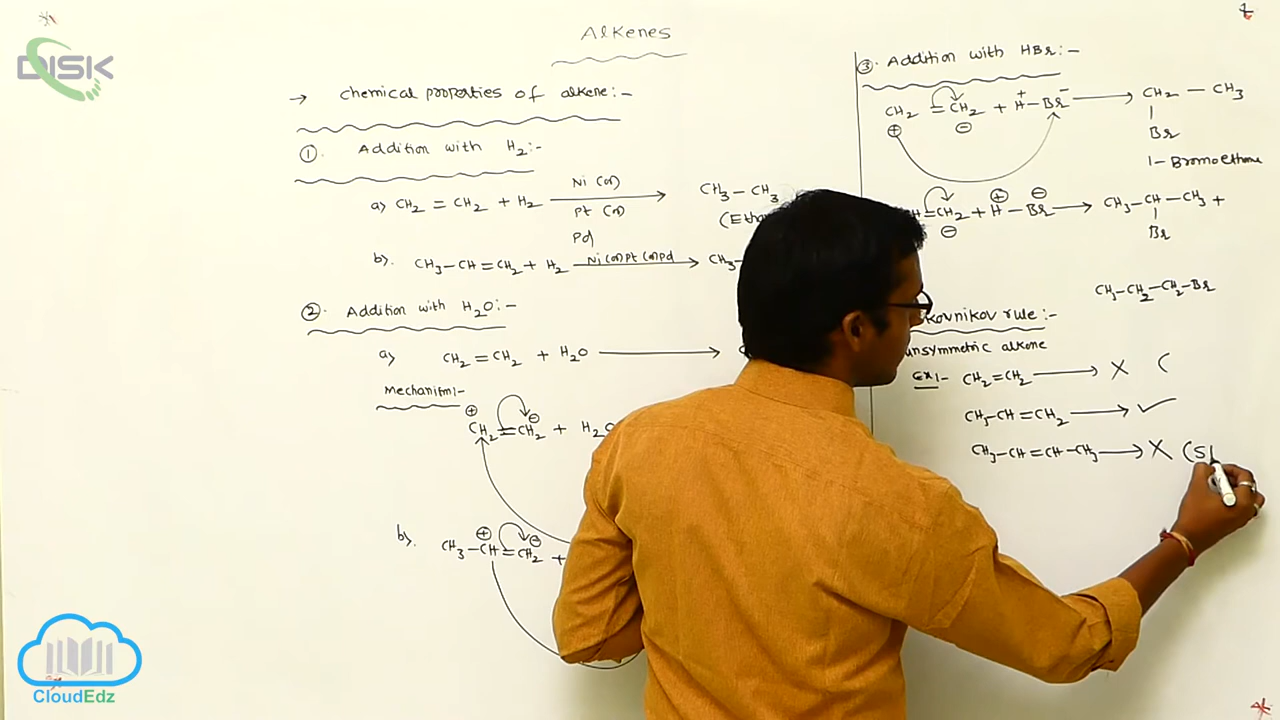 DISK
Alkenes
→ chemical properties of alkene:-
① Addition with H₂:-
a) CH₂ = CH₂ + H₂ → CH₃ - CH₃
Ni (or)
Pt (or)
Pd
b). CH₃ - CH = CH₂ + H₂ → CH₃-
Ni (or) Pt (or) Pd
② Addition with H₂O:-
a) CH₂ = CH₂ + H₂O →
Mechanism:-
⊕ ⊖
CH₂ = CH₂ + H₂O
⊕ ⊖
b). CH₃ - CH = CH₂ +
③. Addition with HBr:-
+ -
CH₂ = CH₂ + H - Br → CH₂ - CH₃
⊕ ⊖
|
Br
1-Bromoethane
⊕ ⊖
=CH₂ + H - Br → CH₃ - CH - CH₃ +
⊖
|
Br
CH₃ - CH₂ - CH₂ - Br
kovnikov rule:-
unsymmetric alkene
Ex:- CH₂ = CH₂ → X (
CH₃ - CH = CH₂ → ✓
CH₃ - CH = CH - CH₃ → X (S
CloudEdz